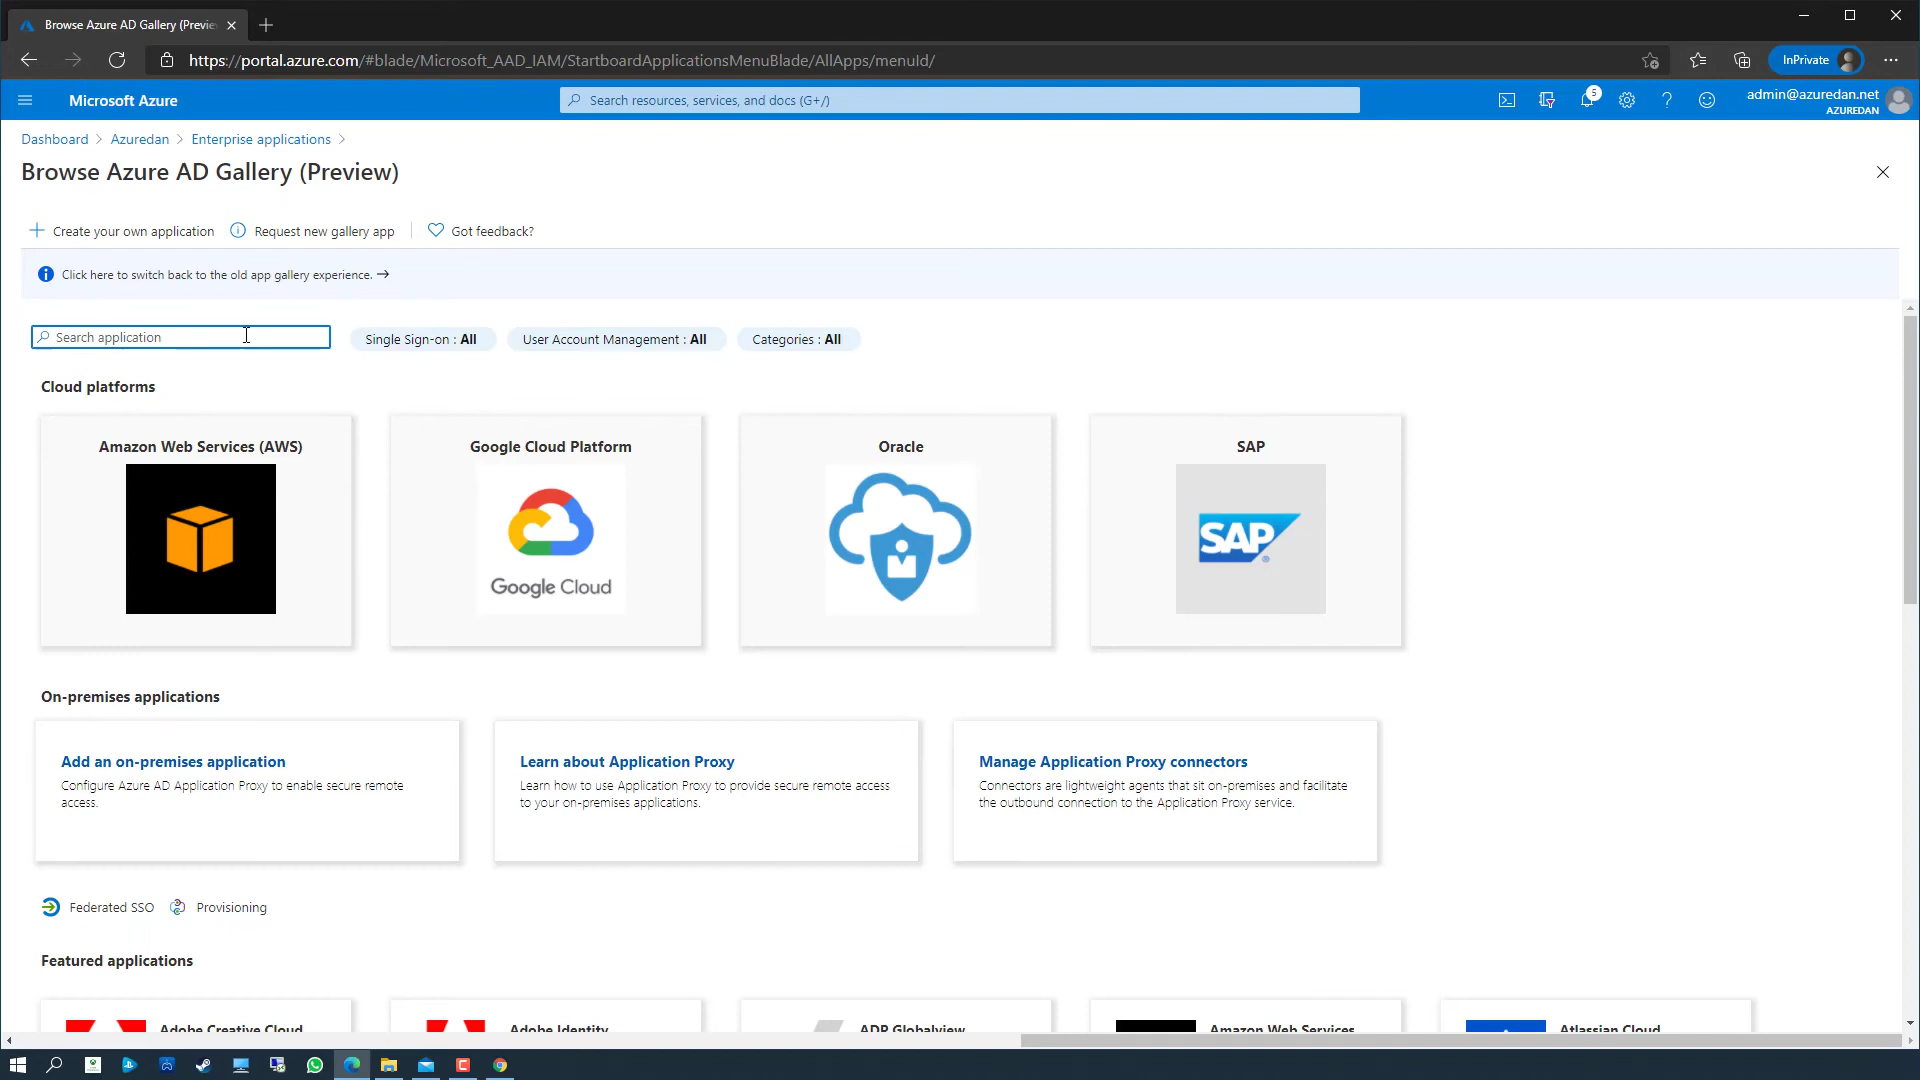 Browse Azure AD Gallery (Previe
https://portal.azure.com/#blade/Microsoft_AAD_IAM/StartboardApplicationsMenuBlade/AllApps/menuId/
InPrivate
Microsoft Azure
Search resources, services, and docs (G+/)
5
admin@azuredan.net
AZUREDAN
Dashboard > Azuredan > Enterprise applications >
Browse Azure AD Gallery (Preview)
Create your own application
Request new gallery app
Got feedback?
Click here to switch back to the old app gallery experience. →
Search application
Single Sign-on : All
User Account Management : All
Categories : All
Cloud platforms
Amazon Web Services (AWS)
Google Cloud Platform
Google Cloud
Oracle
SAP
SAP®
On-premises applications
Add an on-premises application
Configure Azure AD Application Proxy to enable secure remote
access.
Learn about Application Proxy
Learn how to use Application Proxy to provide secure remote access
to your on-premises applications.
Manage Application Proxy connectors
Connectors are lightweight agents that sit on-premises and facilitate
the outbound connection to the Application Proxy service.
Federated SSO
Provisioning
Featured applications
Adobe Creative Cloud
Adobe Identity
ADP Globalview
Amazon Web Services
Atlassian Cloud